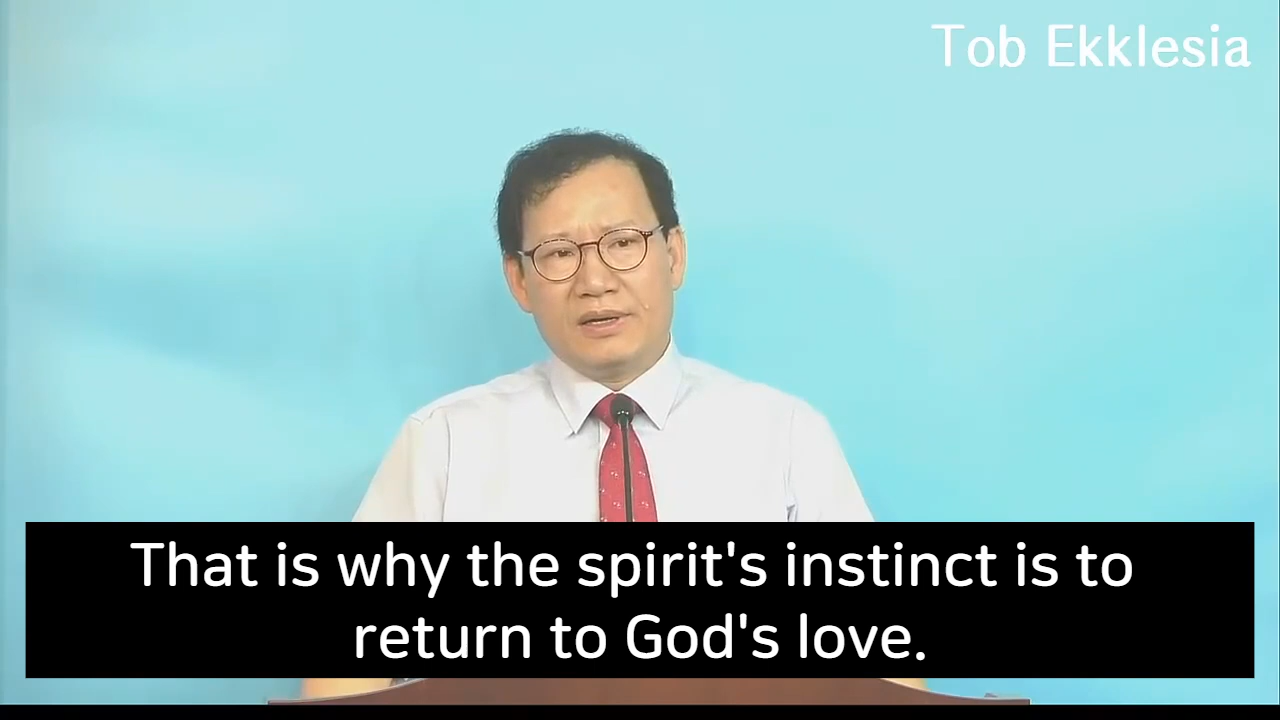 Tob Ekklesia
That is why the spirit's instinct is to
return to God's love.